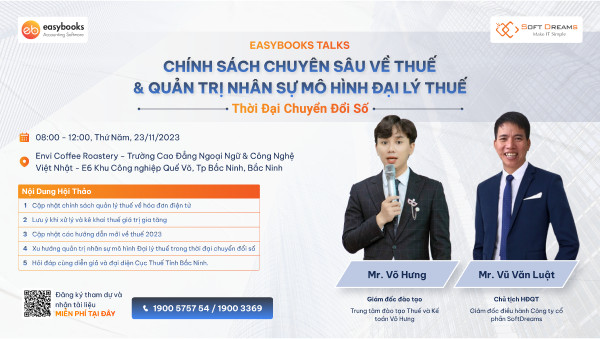 eb easybooks
Accounting Software
SOFT DREAMS
Make IT Simple
EASYBOOKS TALKS
CHÍNH SÁCH CHUYÊN SÂU VỀ THUẾ
& QUẢN TRỊ NHÂN SỰ MÔ HÌNH ĐẠI LÝ THUẾ
Thời Đại Chuyển Đổi Số
08:00 - 12:00, Thứ Năm, 23/11/2023
Envi Coffee Roastery - Trường Cao Đẳng Ngoại Ngữ & Công Nghệ
Việt Nhật - E6 Khu Công nghiệp Quế Võ, Tp Bắc Ninh, Bắc Ninh
Nội Dung Hội Thảo
1 Cập nhật chính sách quản lý thuế về hóa đơn điện tử
2 Lưu ý khi xử lý và kê khai thuế giá trị gia tăng
3 Cập nhật các hướng dẫn mới về thuế 2023
4 Xu hướng quản trị nhân sự mô hình Đại lý thuế trong thời đại chuyển đổi số
5 Hỏi đáp cùng diễn giả và đại diện Cục Thuế Tỉnh Bắc Ninh.
Đăng ký tham dự và
nhận tài liệu
MIỄN PHÍ TẠI ĐÂY
1900 5757 54 / 1900 3369
Mr. Võ Hưng
Giám đốc đào tạo
Trung tâm đào tạo Thuế và Kế
toán Võ Hưng
Mr. Vũ Văn Luật
Chủ tịch HĐQT
Giám đốc điều hành Công ty cổ
phần SoftDreams